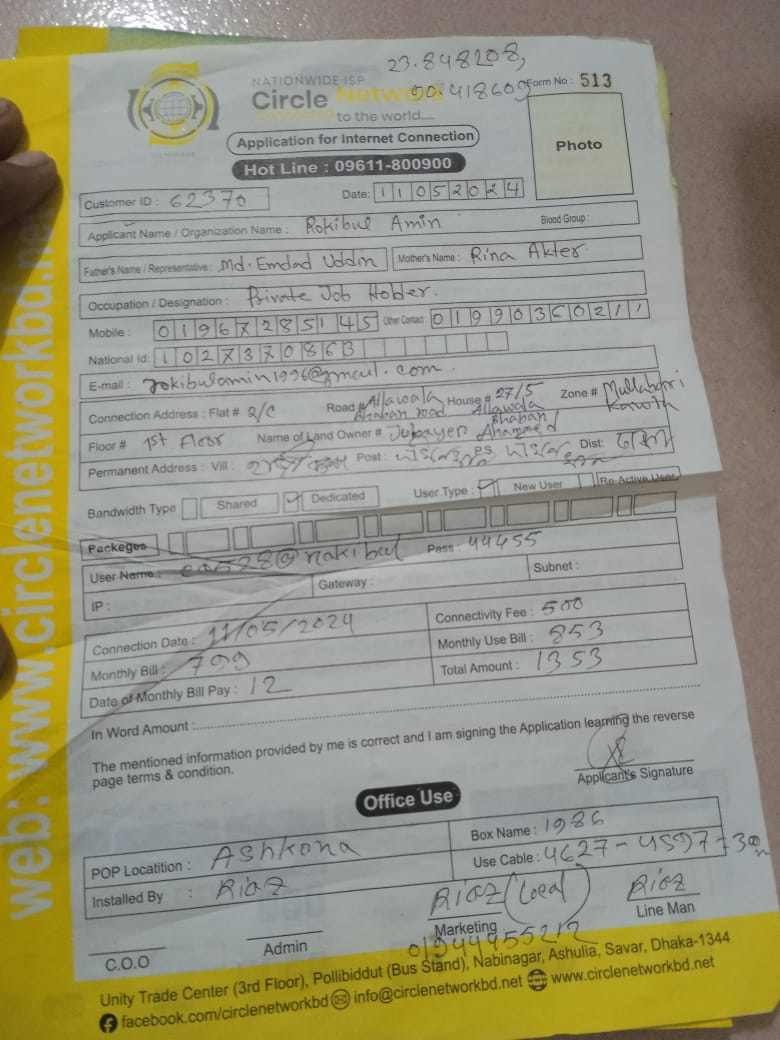 23.848208,
90.418609
Form No : 513
NATIONWIDE ISP
Circle Network
to the world....
Application for Internet Connection
Hot Line : 09611-800900
Photo
Customer ID : 62370 Date: 11052024
Applicant Name / Organization Name : Rokibul Amin Blood Group :
Father's Name / Representative : Md. Emdad Uddin Mother's Name : Rina Akter
Occupation / Designation : Private Job Holder.
Mobile : 01967285145 Other Contact : 01990360211
National Id: 1027370863
E-mail : rokibulamin1996@gmail.com
Connection Address : Flat # 2/C Road # Allawala Bhaban road House # 27/5 Allawala Bhaban Zone # Mullabari
Floor # 1st Floor Name of Land Owner # Jubayer Ahamed
Permanent Address : Vill : Post : P.S Dist: ঢাকা
Bandwidth Type Shared Dedicated User Type : New User Re-Active User
Packeges
User Name : Pass : 44455
IP : Gateway : Subnet :
Connection Date : 11/05/2024 Connectivity Fee : 500
Monthly Bill : 799 Monthly Use Bill : 853
Date of Monthly Bill Pay : 12 Total Amount : 1353
In Word Amount :
The mentioned information provided by me is correct and I am signing the Application learning the reverse
page terms & condition.
Applicant's Signature
Office Use
POP Locatition : Ashkona Box Name : 1986
Installed By : Riaz Use Cable : 4627-4597=30m
Riaz (Local) Riaz
C.O.O Admin Marketing Line Man
01944955212
Unity Trade Center (3rd Floor), Pollibiddut (Bus Stand), Nabinagar, Ashulia, Savar, Dhaka-1344
facebook.com/circlenetworkbd info@circlenetworkbd.net www.circlenetworkbd.net
web: www.circlenetworkbd.ne